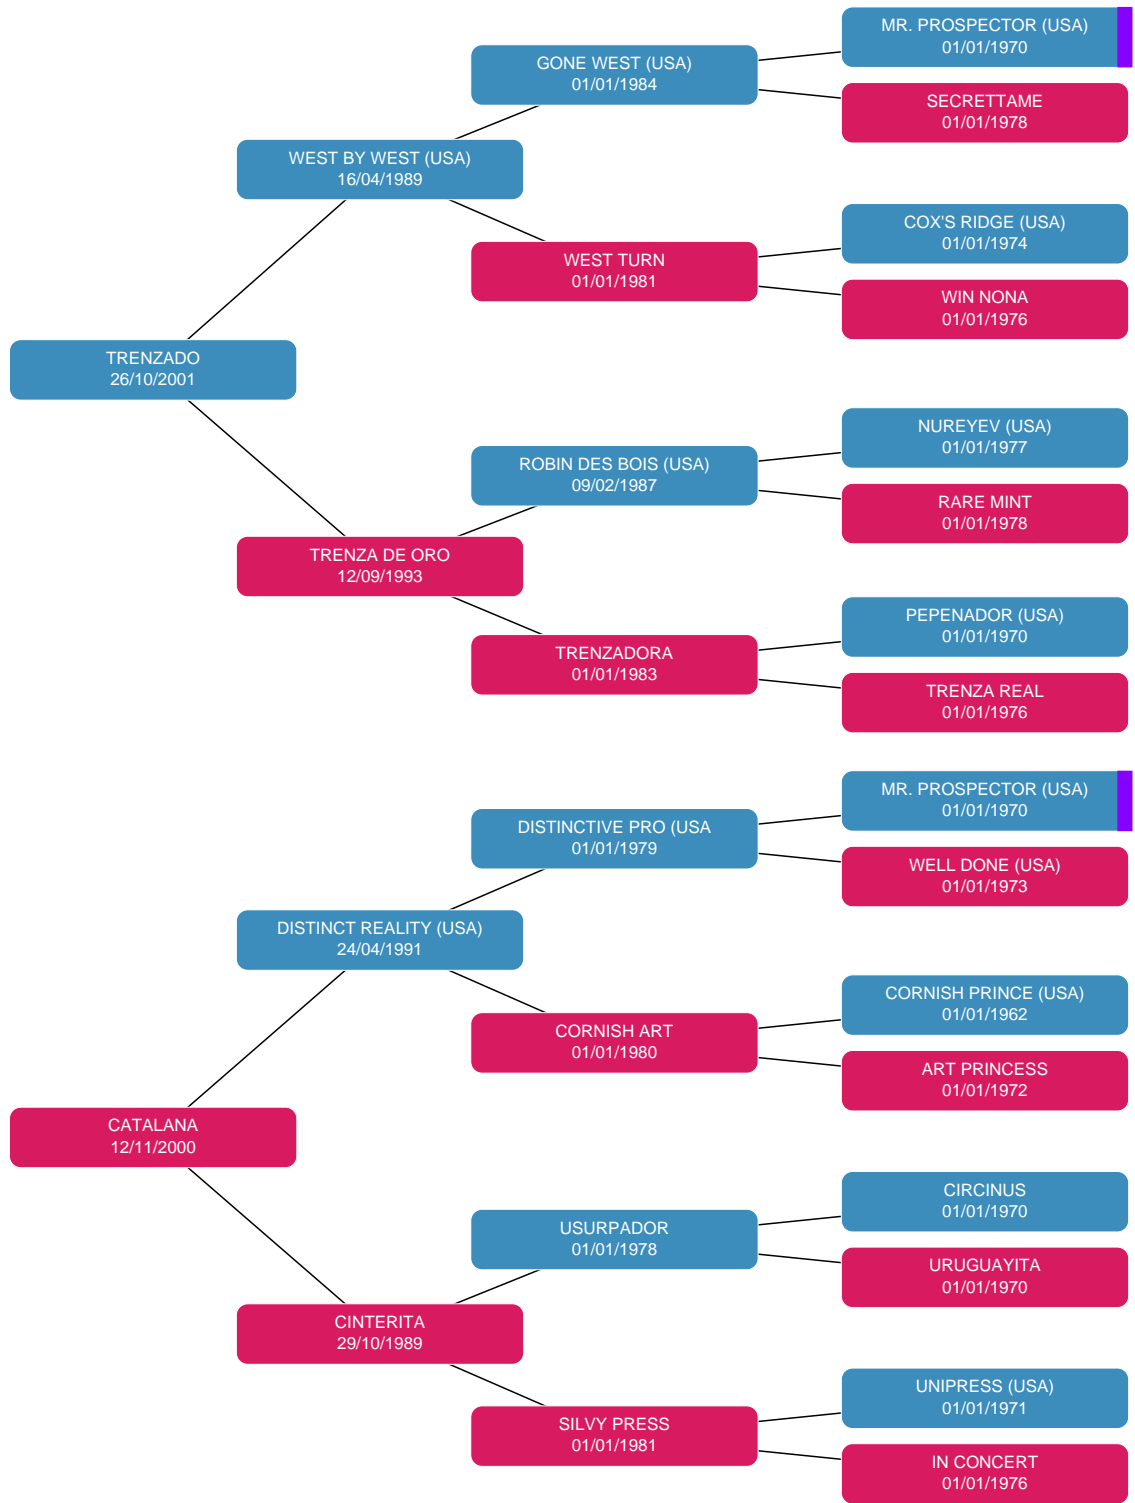 MR. PROSPECTOR (USA)
01/01/1970
GONE WEST (USA)
01/01/1984
SECRETTAME
01/01/1978
WEST BY WEST (USA)
16/04/1989
COX'S RIDGE (USA)
01/01/1974
WEST TURN
01/01/1981
WIN NONA
01/01/1976
TRENZADO
26/10/2001
NUREYEV (USA)
01/01/1977
ROBIN DES BOIS (USA)
09/02/1987
RARE MINT
01/01/1978
TRENZA DE ORO
12/09/1993
PEPENADOR (USA)
01/01/1970
TRENZADORA
01/01/1983
TRENZA REAL
01/01/1976
MR. PROSPECTOR (USA)
01/01/1970
DISTINCTIVE PRO (USA
01/01/1979
WELL DONE (USA)
01/01/1973
DISTINCT REALITY (USA)
24/04/1991
CORNISH PRINCE (USA)
01/01/1962
CORNISH ART
01/01/1980
ART PRINCESS
01/01/1972
CATALANA
12/11/2000
CIRCINUS
01/01/1970
USURPADOR
01/01/1978
URUGUAYITA
01/01/1970
CINTERITA
29/10/1989
UNIPRESS (USA)
01/01/1971
SILVY PRESS
01/01/1981
IN CONCERT
01/01/1976